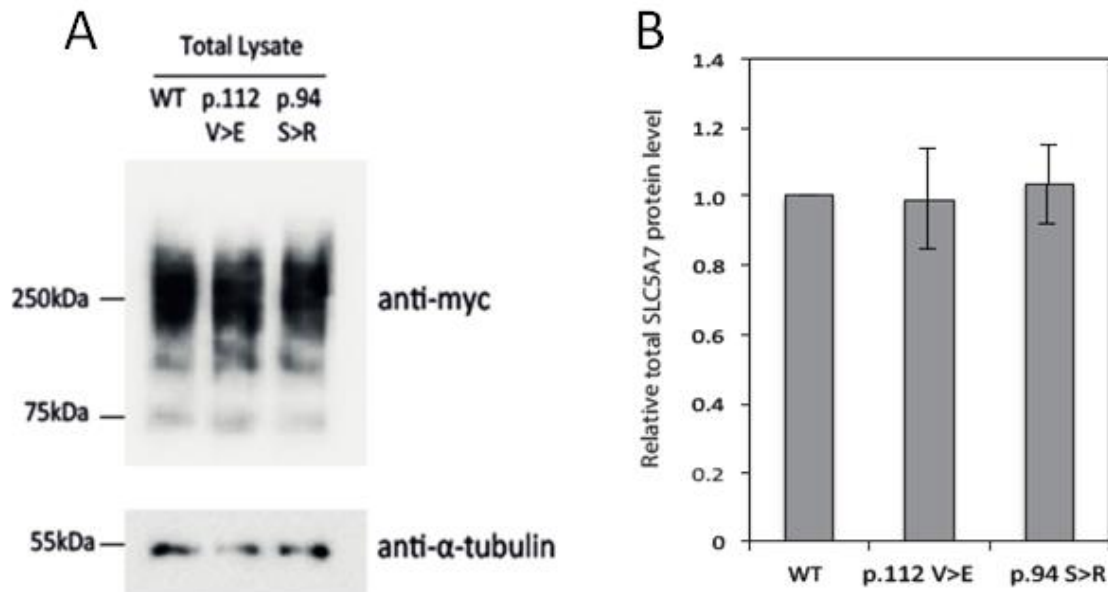 A
Total Lysate
WT p.112 p.94
V>E S>R
250kDa
anti-myc
75kDa
55kDa
anti-α-tubulin
B
Relative total SLC5A7 protein level
1.4
1.2
1.0
0.8
0.6
0.4
0.2
0
WT p.112 V>E p.94 S>R